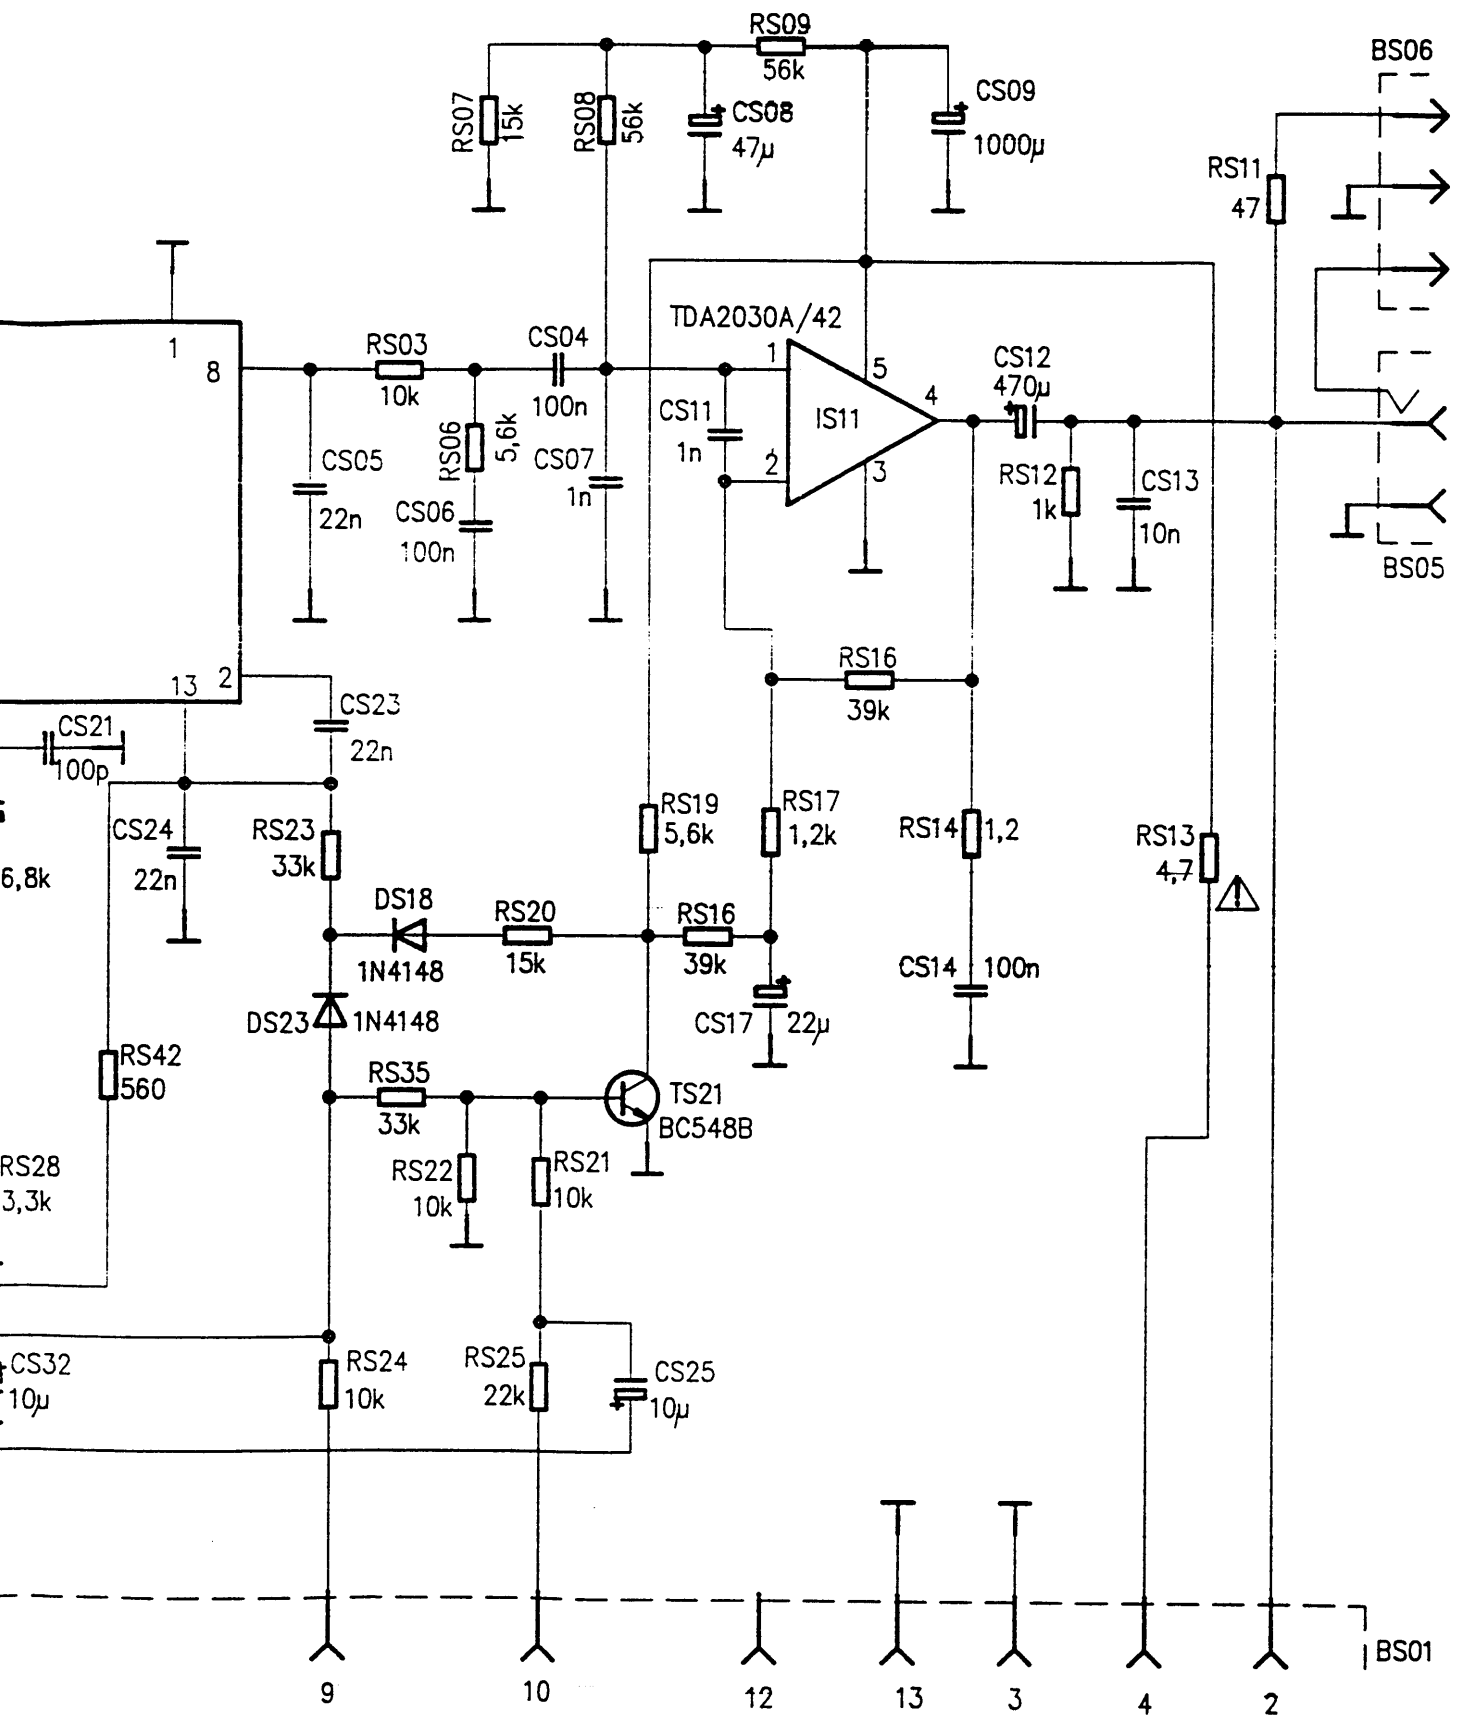 RS09
56k
BS06
RS07
15k
RS08
56k
CS08
47µ
CS09
1000µ
RS11
47
1
8
RS03
10k
CS04
100n
TDA2030A/42
1
5
4
CS12
470µ
IS11
CS11
1n
2
3
RS06
5,6k
CS05
22n
CS06
100n
CS07
1n
RS12
1k
CS13
10n
BS05
13
2
CS21
100p
CS23
22n
RS16
39k
CS24
22n
6,8k
RS23
33k
RS19
5,6k
RS17
1,2k
RS14
1,2
RS13
4,7
DS18
1N4148
RS20
15k
RS16
39k
CS14
100n
DS23
1N4148
CS17
22µ
RS42
560
RS35
33k
TS21
BC548B
RS28
3,3k
RS22
10k
RS21
10k
CS32
10µ
RS24
10k
RS25
22k
CS25
10µ
BS01
9
10
12
13
3
4
2